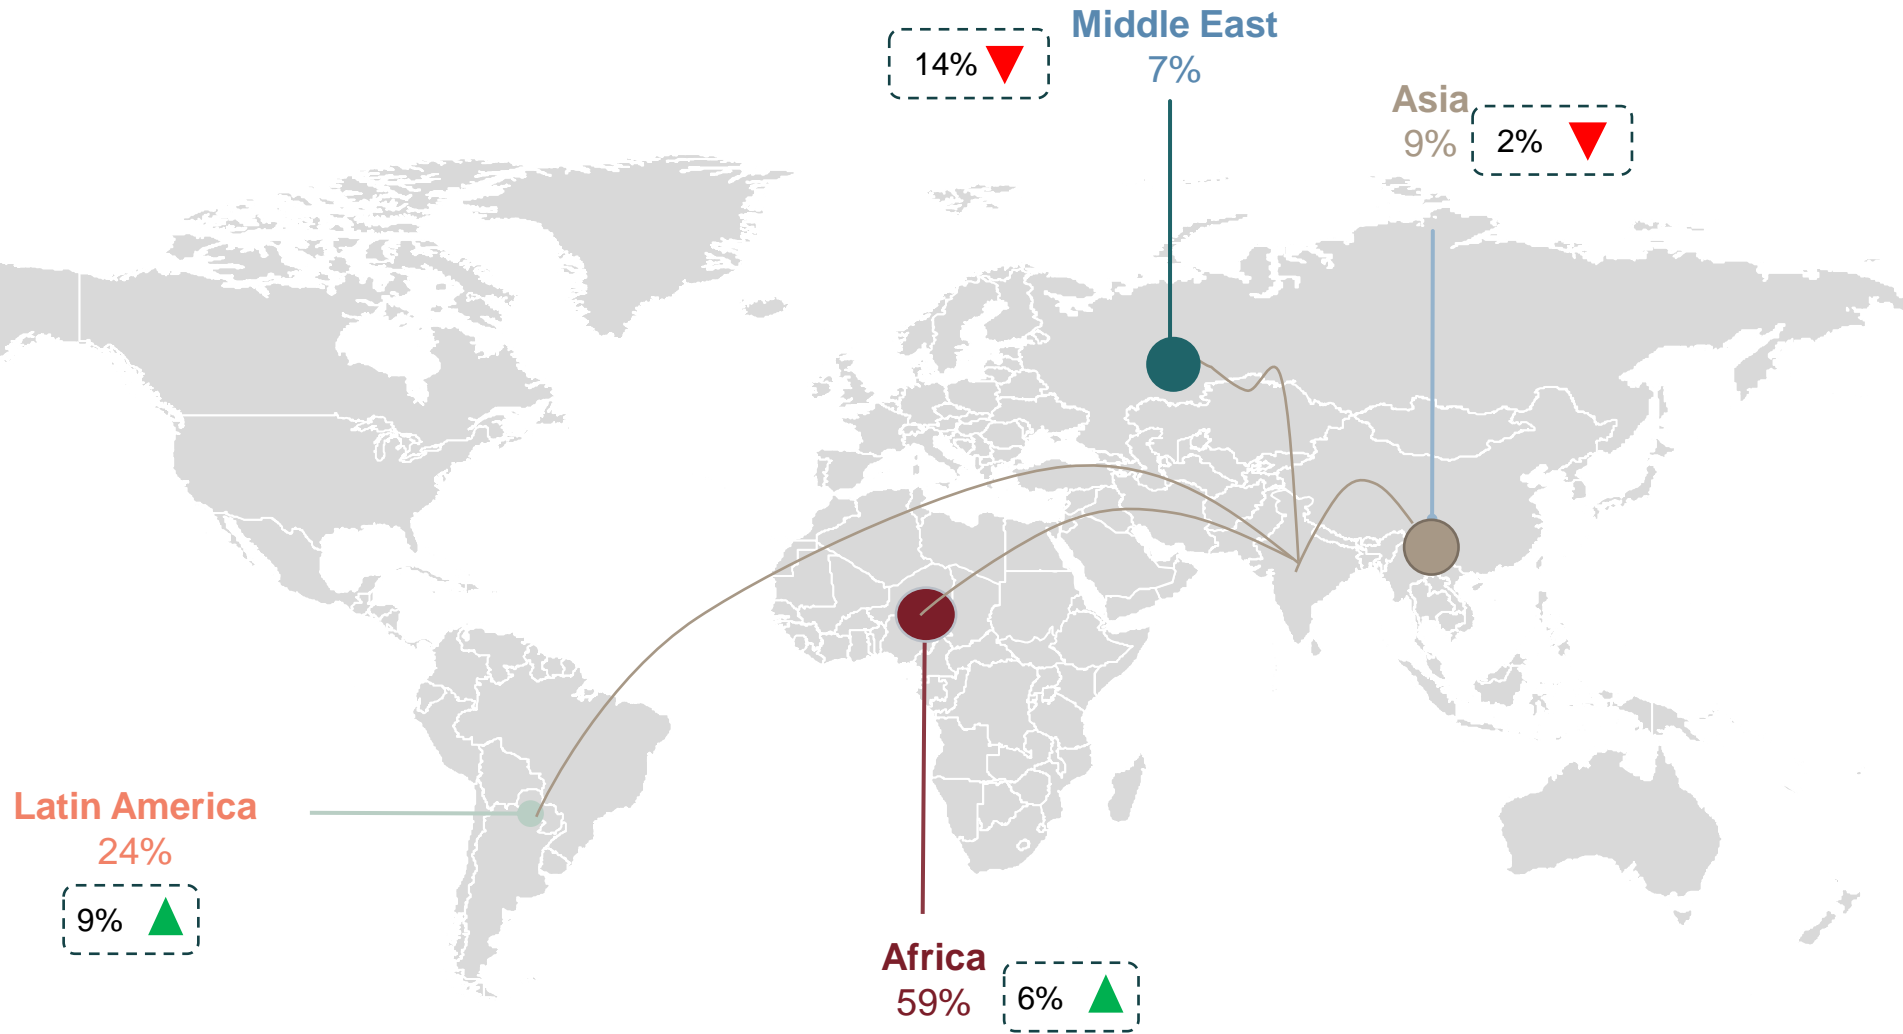 Middle East
7%
14%
Asia
9%
2%
Latin America
24%
9%
Africa
59%
6%